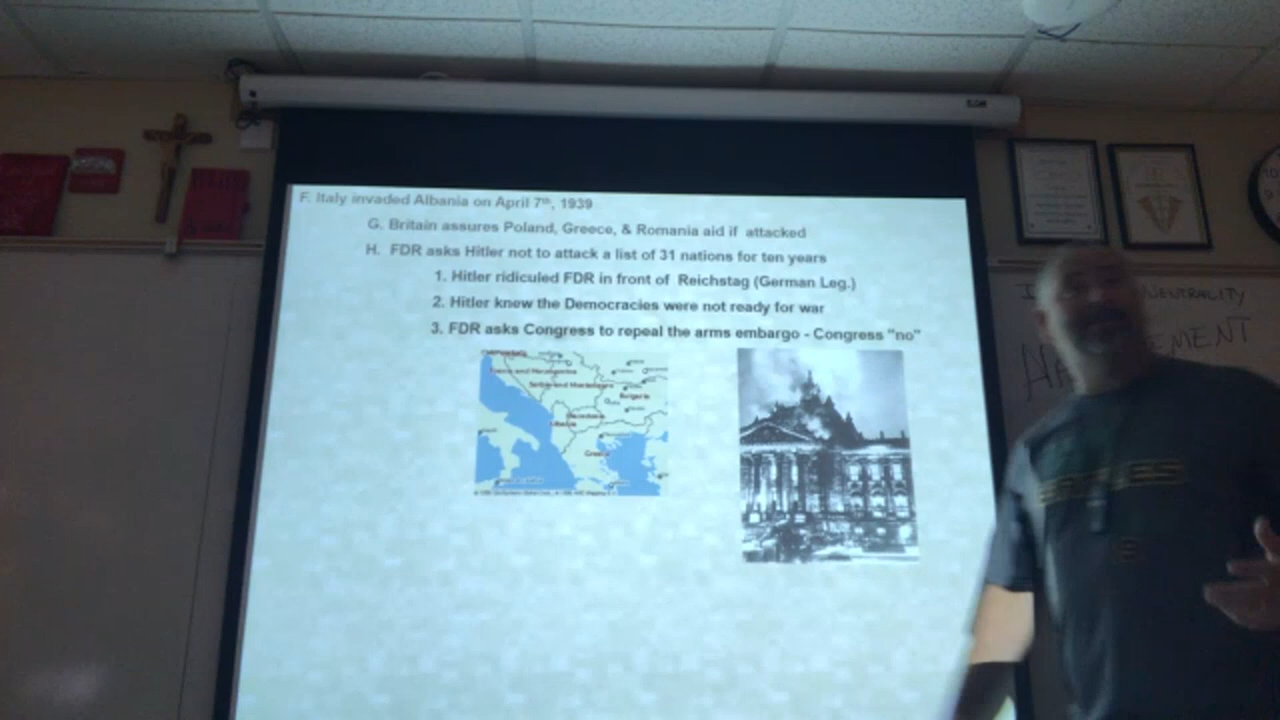 F. Italy invaded Albania on April 7th, 1939
G. Britain assures Poland, Greece, & Romania aid if attacked
H. FDR asks Hitler not to attack a list of 31 nations for ten years
1. Hitler ridiculed FDR in front of Reichstag (German Leg.)
2. Hitler knew the Democracies were not ready for war
3. FDR asks Congress to repeal the arms embargo - Congress "no"
Bulgaria
Greece
NEUTRALITY
10